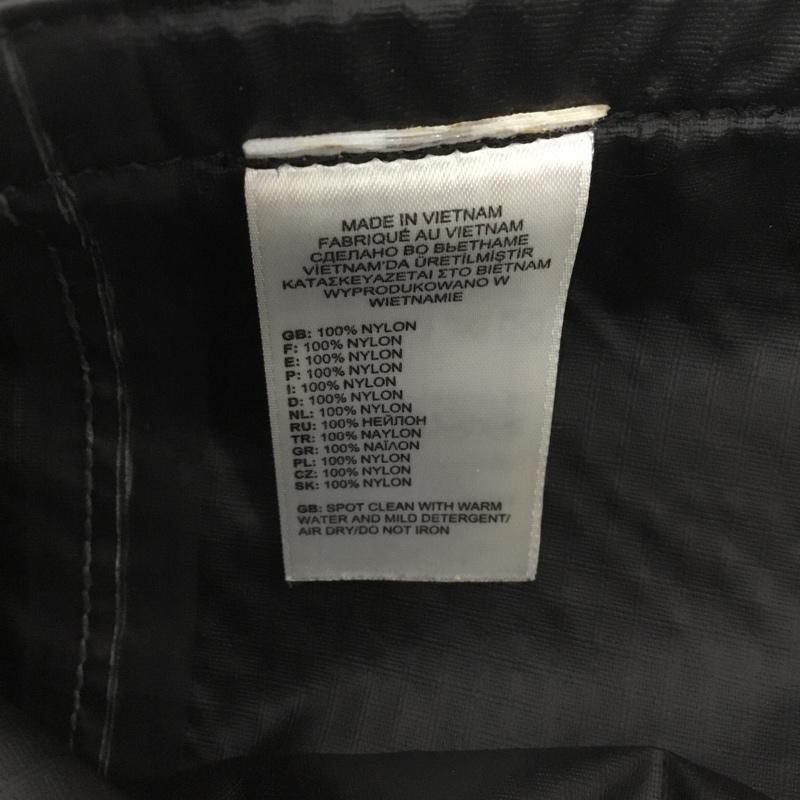 MADE IN VIETNAM
FABRIQUÉ AU VIETNAM
СДЕЛАНО ВО ВЬЕТНАМЕ
VİETNAM'DA ÜRETİLMİŞTİR
ΚΑΤΑΣΚΕΥΑΖΕΤΑΙ ΣΤΟ ΒΙΕΤΝΑΜ
WYPRODUKOWANO W
WIETNAMIE
GB: 100% NYLON
F: 100% NYLON
E: 100% NYLON
P: 100% NYLON
I: 100% NYLON
D: 100% NYLON
NL: 100% NYLON
RU: 100% НЕЙЛОН
TR: 100% NAYLON
GR: 100% ΝΑΪΛΟΝ
PL: 100% NYLON
CZ: 100% NYLON
SK: 100% NYLON
GB: SPOT CLEAN WITH WARM
WATER AND MILD DETERGENT/
AIR DRY/DO NOT IRON